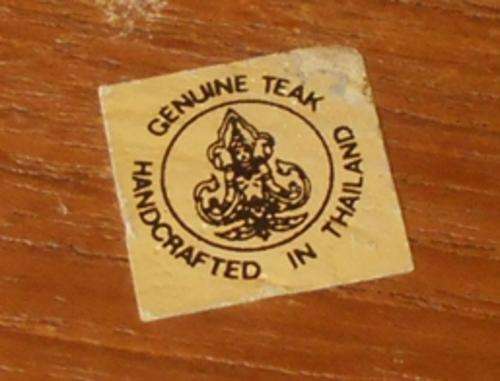 GENUINE TEAK
HANDCRAFTED IN THAILAND